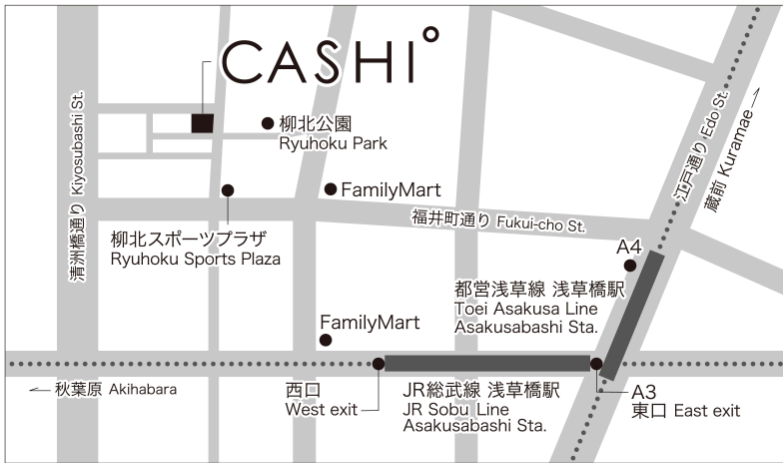 CASHI°
柳北公園
Ryuhoku Park
江戸通り Edo St.
蔵前 Kuramae
清洲橋通り Kiyosubashi St.
FamilyMart
福井町通り Fukui-cho St.
柳北スポーツプラザ
Ryuhoku Sports Plaza
A4
都営浅草線 浅草橋駅
Toei Asakusa Line
Asakusabashi Sta.
FamilyMart
← 秋葉原 Akihabara
西口
West exit
JR総武線 浅草橋駅
JR Sobu Line
Asakusabashi Sta.
A3
東口 East exit